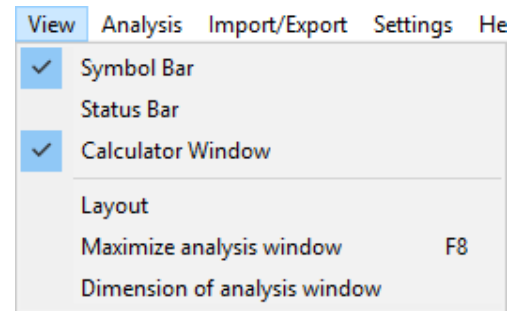 View Analysis Import/Export Settings He
Symbol Bar
Status Bar
Calculator Window
Layout
Maximize analysis window F8
Dimension of analysis window